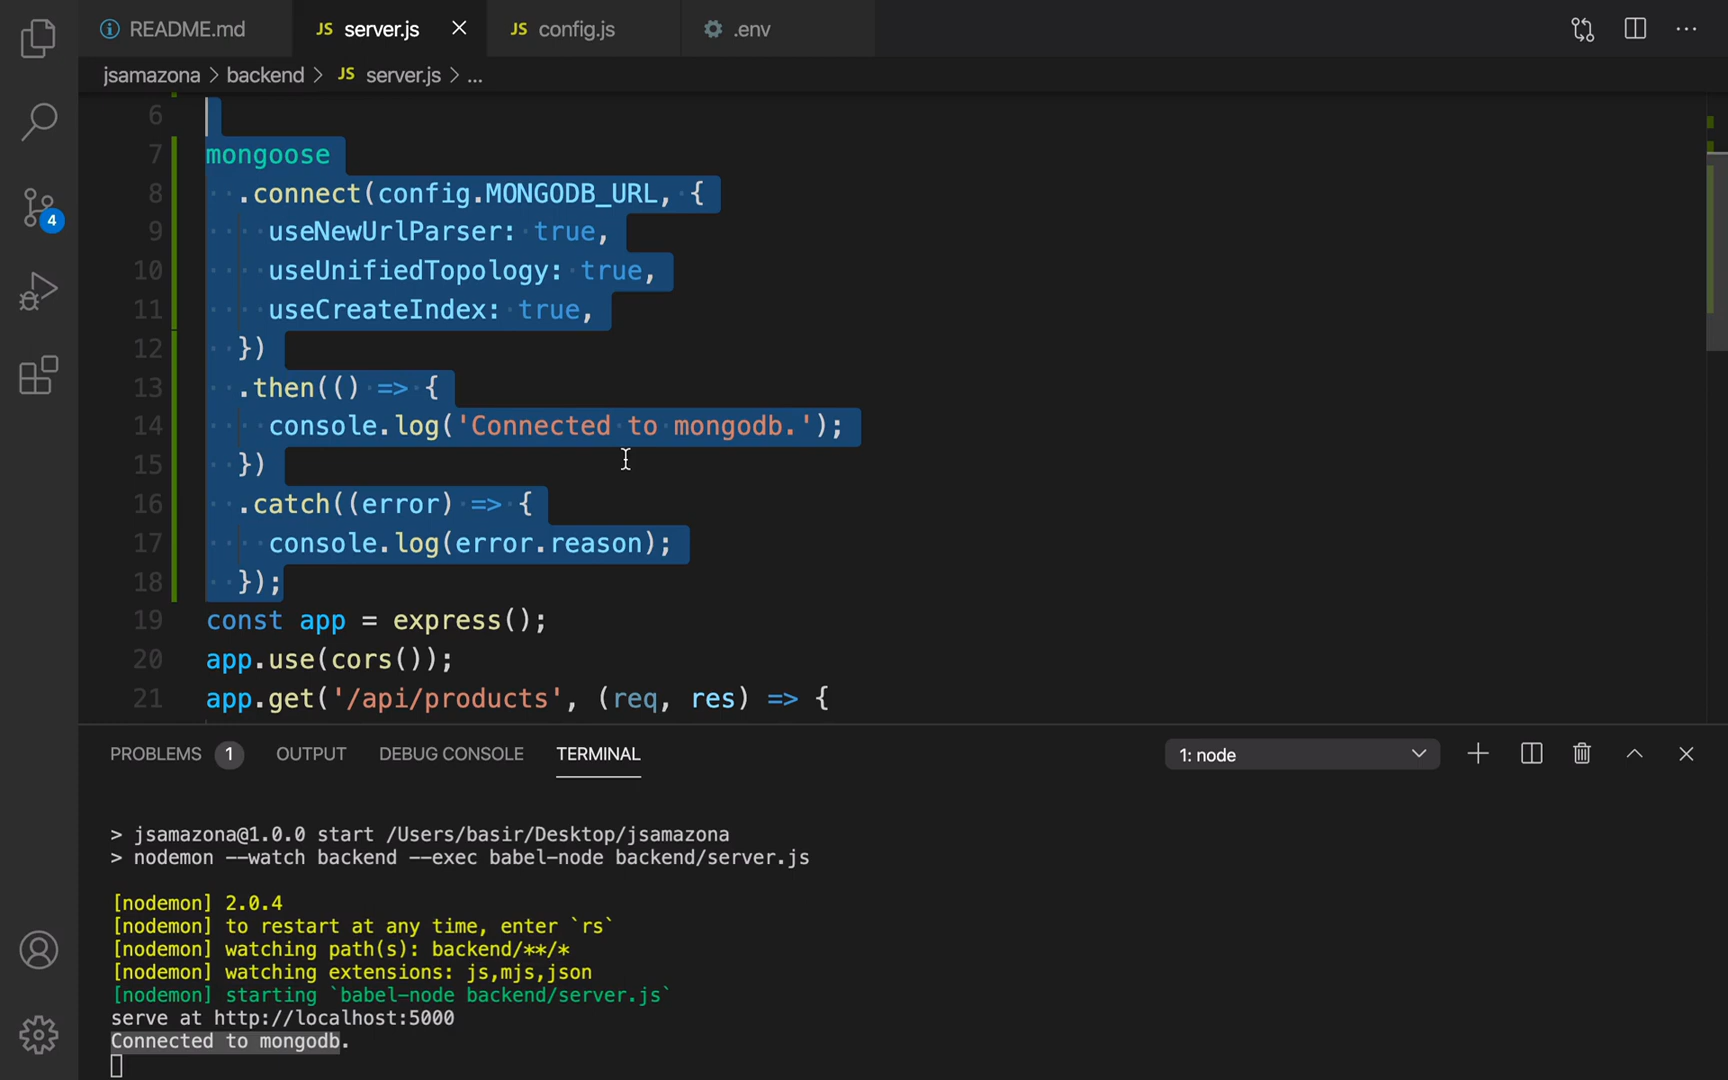 README.md
JS server.js
JS config.js
.env
jsamazona > backend > JS server.js > ...
6
7 mongoose
8 .connect(config.MONGODB_URL, {
9 useNewUrlParser: true,
10 useUnifiedTopology: true,
11 useCreateIndex: true,
12 })
13 .then(() => {
14 console.log('Connected to mongodb.');
15 })
16 .catch((error) => {
17 console.log(error.reason);
18 });
19 const app = express();
20 app.use(cors());
21 app.get('/api/products', (req, res) => {
4
PROBLEMS 1 OUTPUT DEBUG CONSOLE TERMINAL 1: node
> jsamazona@1.0.0 start /Users/basir/Desktop/jsamazona
> nodemon --watch backend --exec babel-node backend/server.js
[nodemon] 2.0.4
[nodemon] to restart at any time, enter `rs`
[nodemon] watching path(s): backend/**/*
[nodemon] watching extensions: js,mjs,json
[nodemon] starting `babel-node backend/server.js`
serve at http://localhost:5000
Connected to mongodb.